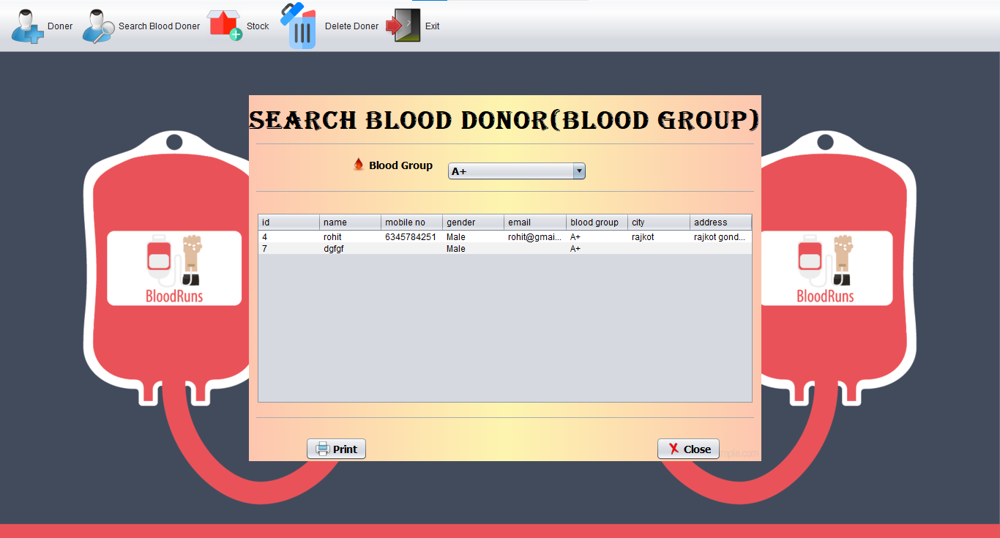 Doner Search Blood Doner Stock Delete Doner Exit
SEARCH BLOOD DONOR(BLOOD GROUP)
Blood Group A+
id name mobile no gender email blood group city address
4 rohit 6345784251 Male rohit@gmai... A+ rajkot rajkot gond...
7 dgfgf Male A+
BloodRuns BloodRuns
Print Close